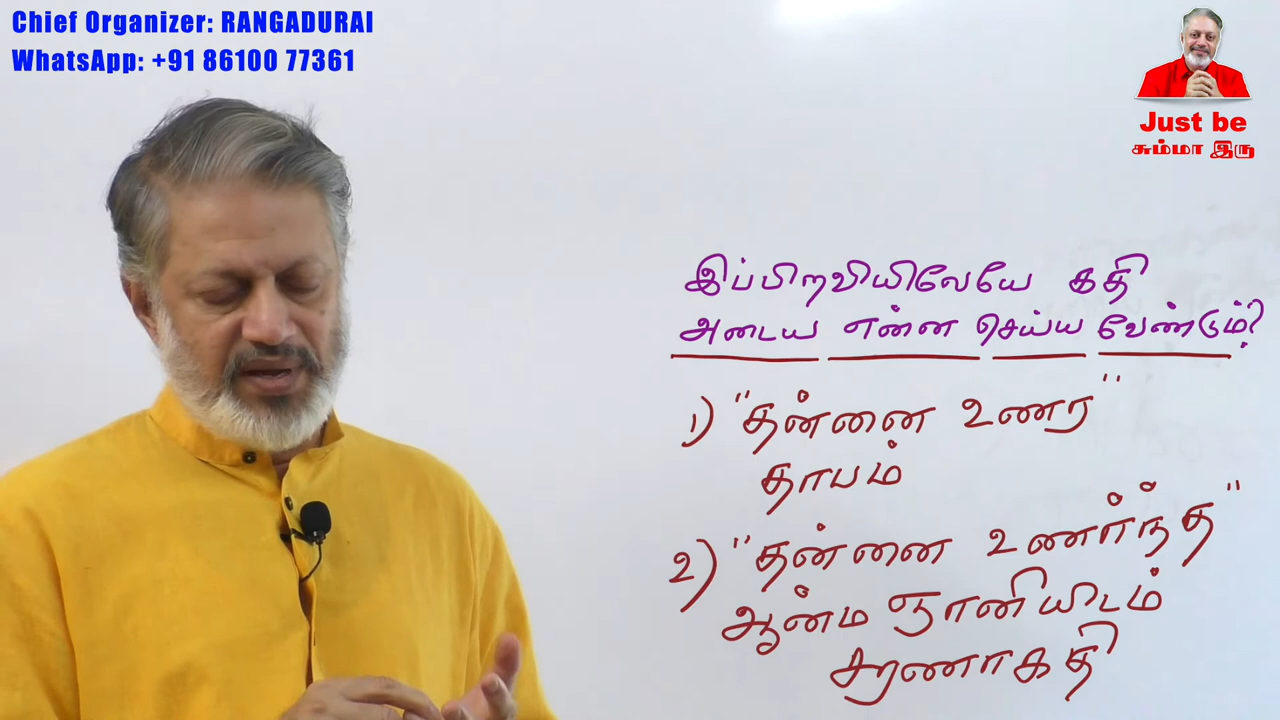 Chief Organizer: RANGADURAI
WhatsApp: +91 86100 77361
Just be
சும்மா இரு
இப்பிறவியிலேயே கதி
அடைய என்ன செய்ய வேண்டும்?
1) "தன்னை உணர"
தாபம்
2) "தன்னை உணர்ந்த"
ஆன்ம ஞானியிடம்
சரணாகதி